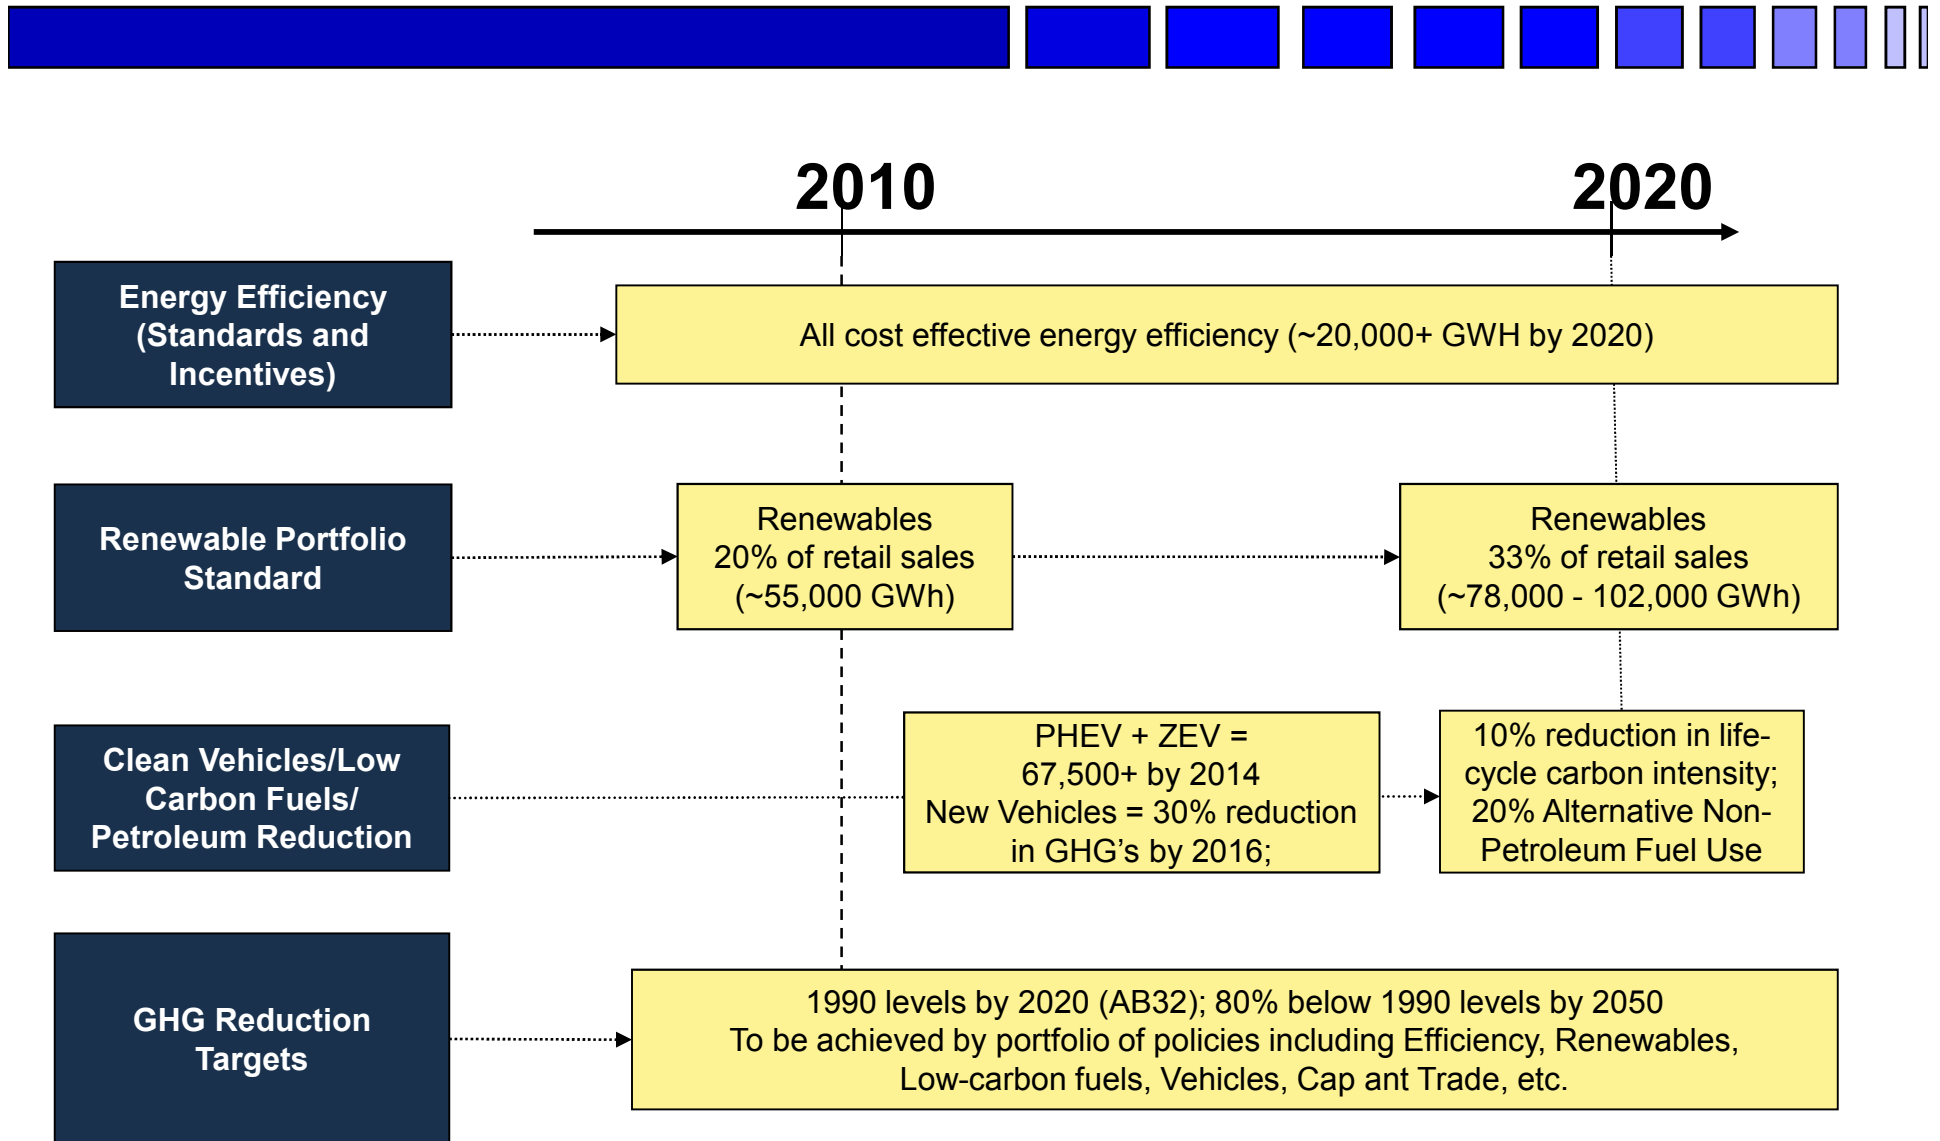 2010
2020
Energy Efficiency
(Standards and
Incentives)
All cost effective energy efficiency (~20,000+ GWH by 2020)
Renewable Portfolio
Standard
Renewables
20% of retail sales
(~55,000 GWh)
Renewables
33% of retail sales
(~78,000 - 102,000 GWh)
Clean Vehicles/Low
Carbon Fuels/
Petroleum Reduction
PHEV + ZEV =
67,500+ by 2014
New Vehicles = 30% reduction
in GHG’s by 2016;
10% reduction in life-
cycle carbon intensity;
20% Alternative Non-
Petroleum Fuel Use
GHG Reduction
Targets
1990 levels by 2020 (AB32); 80% below 1990 levels by 2050
To be achieved by portfolio of policies including Efficiency, Renewables,
Low-carbon fuels, Vehicles, Cap ant Trade, etc.